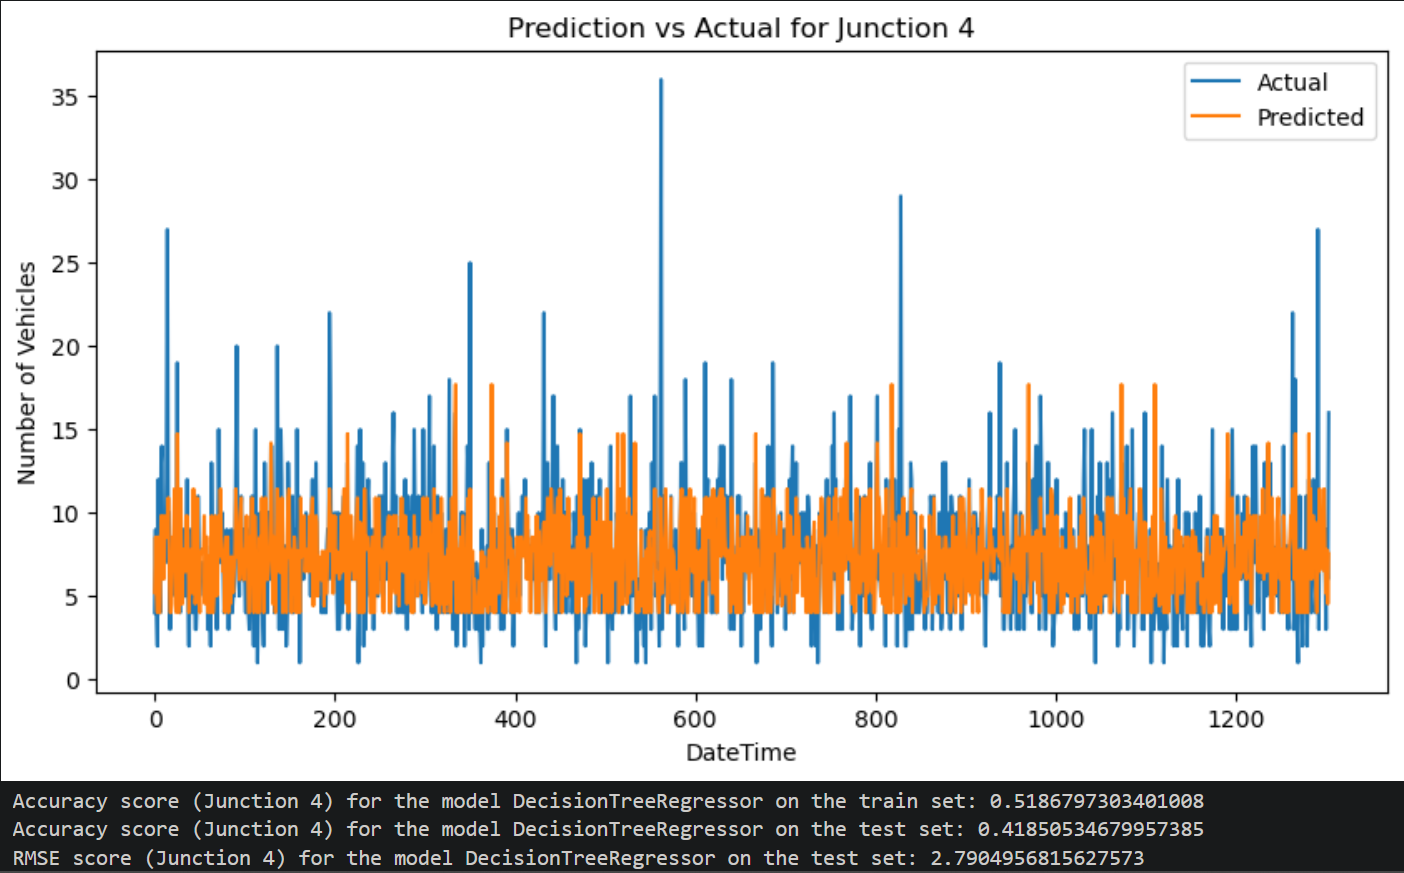 Prediction vs Actual for Junction 4
Actual
Predicted
Number of Vehicles
35
30
25
20
15
10
5
0
0 200 400 600 800 1000 1200
DateTime
Accuracy score (Junction 4) for the model DecisionTreeRegressor on the train set: 0.5186797303401008
Accuracy score (Junction 4) for the model DecisionTreeRegressor on the test set: 0.41850534679957385
RMSE score (Junction 4) for the model DecisionTreeRegressor on the test set: 2.7904956815627573